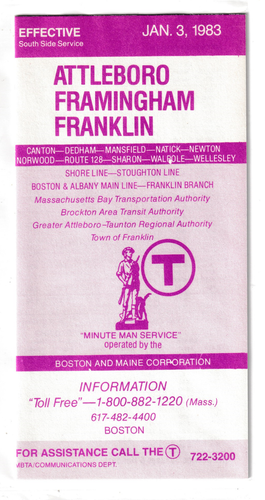 EFFECTIVE JAN. 3, 1983
South Side Service
ATTLEBORO
FRAMINGHAM
FRANKLIN
CANTON—DEDHAM—MANSFIELD—NATICK—NEWTON
NORWOOD—ROUTE 128—SHARON—WALPOLE—WELLESLEY
SHORE LINE—STOUGHTON LINE
BOSTON & ALBANY MAIN LINE—FRANKLIN BRANCH
Massachusetts Bay Transportation Authority
Brockton Area Transit Authority
Greater Attleboro-Taunton Regional Authority
Town of Franklin
T
"MINUTE MAN SERVICE"
operated by the
BOSTON AND MAINE CORPORATION
INFORMATION
"Toll Free"—1-800-882-1220 (Mass.)
617-482-4400
BOSTON
FOR ASSISTANCE CALL THE T 722-3200
MBTA/COMMUNICATIONS DEPT.